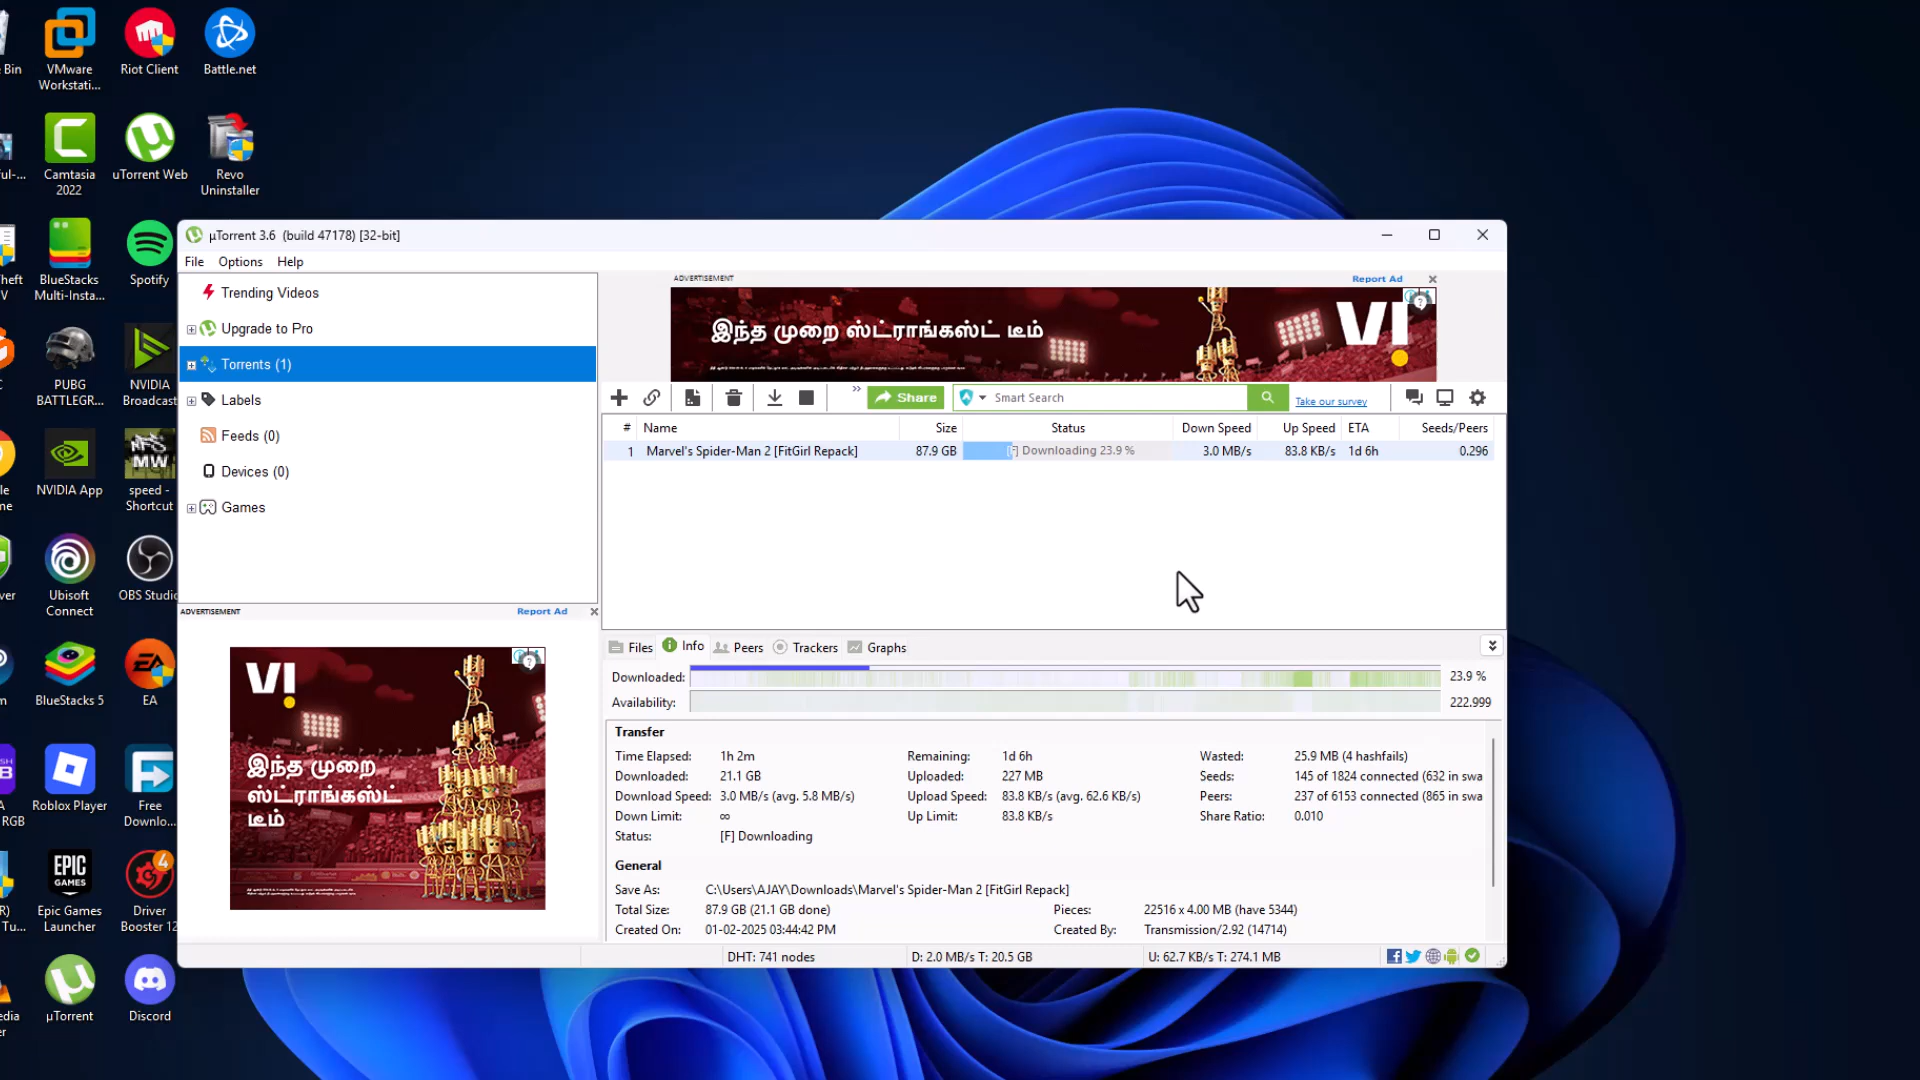 Bin
VMware
Workstati...
Riot Client
Battle.net
Camtasia
2022
uTorrent Web
Revo
Uninstaller
BlueStacks
Multi-Insta...
Spotify
PUBG
BATTLEGR...
NVIDIA
Broadcast
NVIDIA App
speed -
Shortcut
Ubisoft
Connect
OBS Studio
BlueStacks 5
EA
RGB
Roblox Player
Free
Downlo...
Epic Games
Launcher
Driver
Booster 12
µTorrent
Discord
µTorrent 3.6 (build 47178) [32-bit]
File Options Help
Trending Videos
Upgrade to Pro
Torrents (1)
Labels
Feeds (0)
Devices (0)
Games
ADVERTISEMENT Report Ad
VI
இந்த முறை
ஸ்ட்ராங்கஸ்ட்
டீம்
ADVERTISEMENT Report Ad
இந்த முறை ஸ்ட்ராங்கஸ்ட் டீம் VI
Share Smart Search Take our survey
# Name Size Status Down Speed Up Speed ETA Seeds/Peers
1 Marvel's Spider-Man 2 [FitGirl Repack] 87.9 GB [F] Downloading 23.9 % 3.0 MB/s 83.8 KB/s 1d 6h 0.296
Files Info Peers Trackers Graphs
Downloaded: 23.9 %
Availability: 222.999
Transfer
Time Elapsed: 1h 2m Remaining: 1d 6h Wasted: 25.9 MB (4 hashfails)
Downloaded: 21.1 GB Uploaded: 227 MB Seeds: 145 of 1824 connected (632 in swa
Download Speed: 3.0 MB/s (avg. 5.8 MB/s) Upload Speed: 83.8 KB/s (avg. 62.6 KB/s) Peers: 237 of 6153 connected (865 in swa
Down Limit: ∞ Up Limit: 83.8 KB/s Share Ratio: 0.010
Status: [F] Downloading
General
Save As: C:\Users\AJAY\Downloads\Marvel's Spider-Man 2 [FitGirl Repack]
Total Size: 87.9 GB (21.1 GB done) Pieces: 22516 x 4.00 MB (have 5344)
Created On: 01-02-2025 03:44:42 PM Created By: Transmission/2.92 (14714)
DHT: 741 nodes D: 2.0 MB/s T: 20.5 GB U: 62.7 KB/s T: 274.1 MB